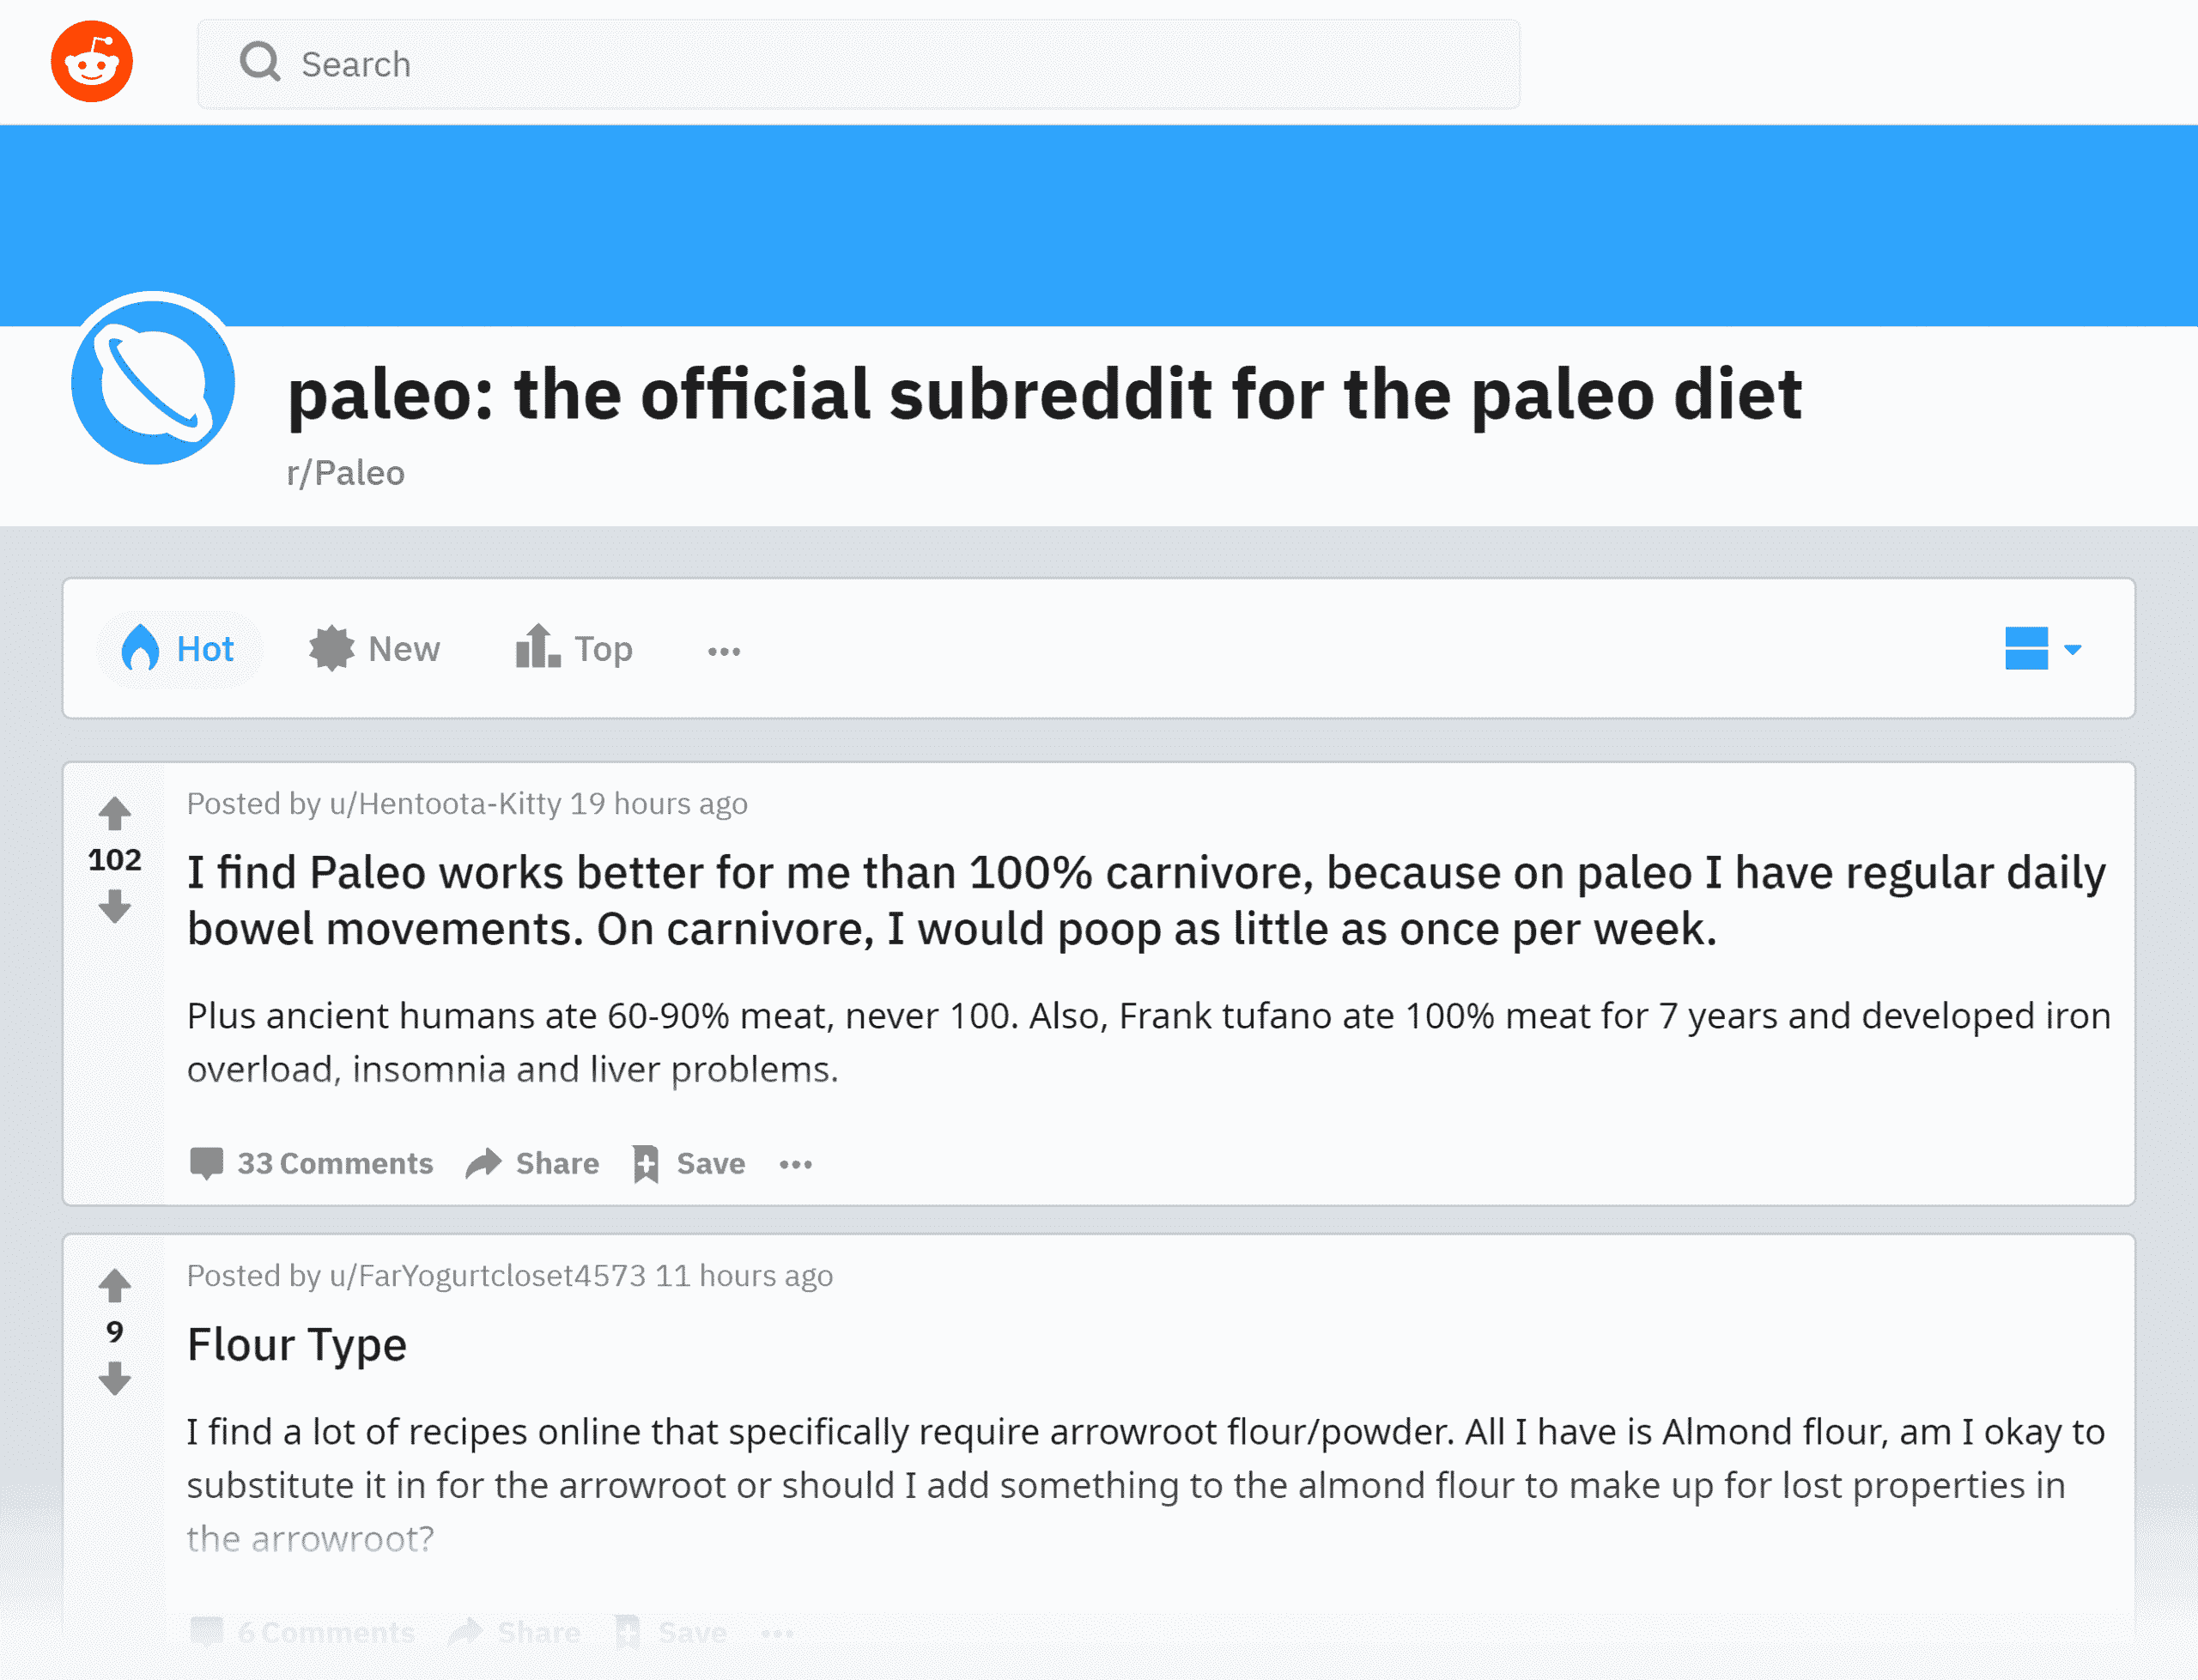 Search
paleo: the official subreddit for the paleo diet
r/Paleo
Hot
New
Top
Posted by u/Hentoota-Kitty 19 hours ago
102
I find Paleo works better for me than 100% carnivore, because on paleo I have regular daily
bowel movements. On carnivore, I would poop as little as once per week.
Plus ancient humans ate 60-90% meat, never 100. Also, Frank tufano ate 100% meat for 7 years and developed iron
overload, insomnia and liver problems.
33 Comments Share Save
Posted by u/FarYogurtcloset4573 11 hours ago
9
Flour Type
I find a lot of recipes online that specifically require arrowroot flour/powder. All I have is Almond flour, am I okay to
substitute it in for the arrowroot or should I add something to the almond flour to make up for lost properties in
the arrowroot?
6 Comments Share Save